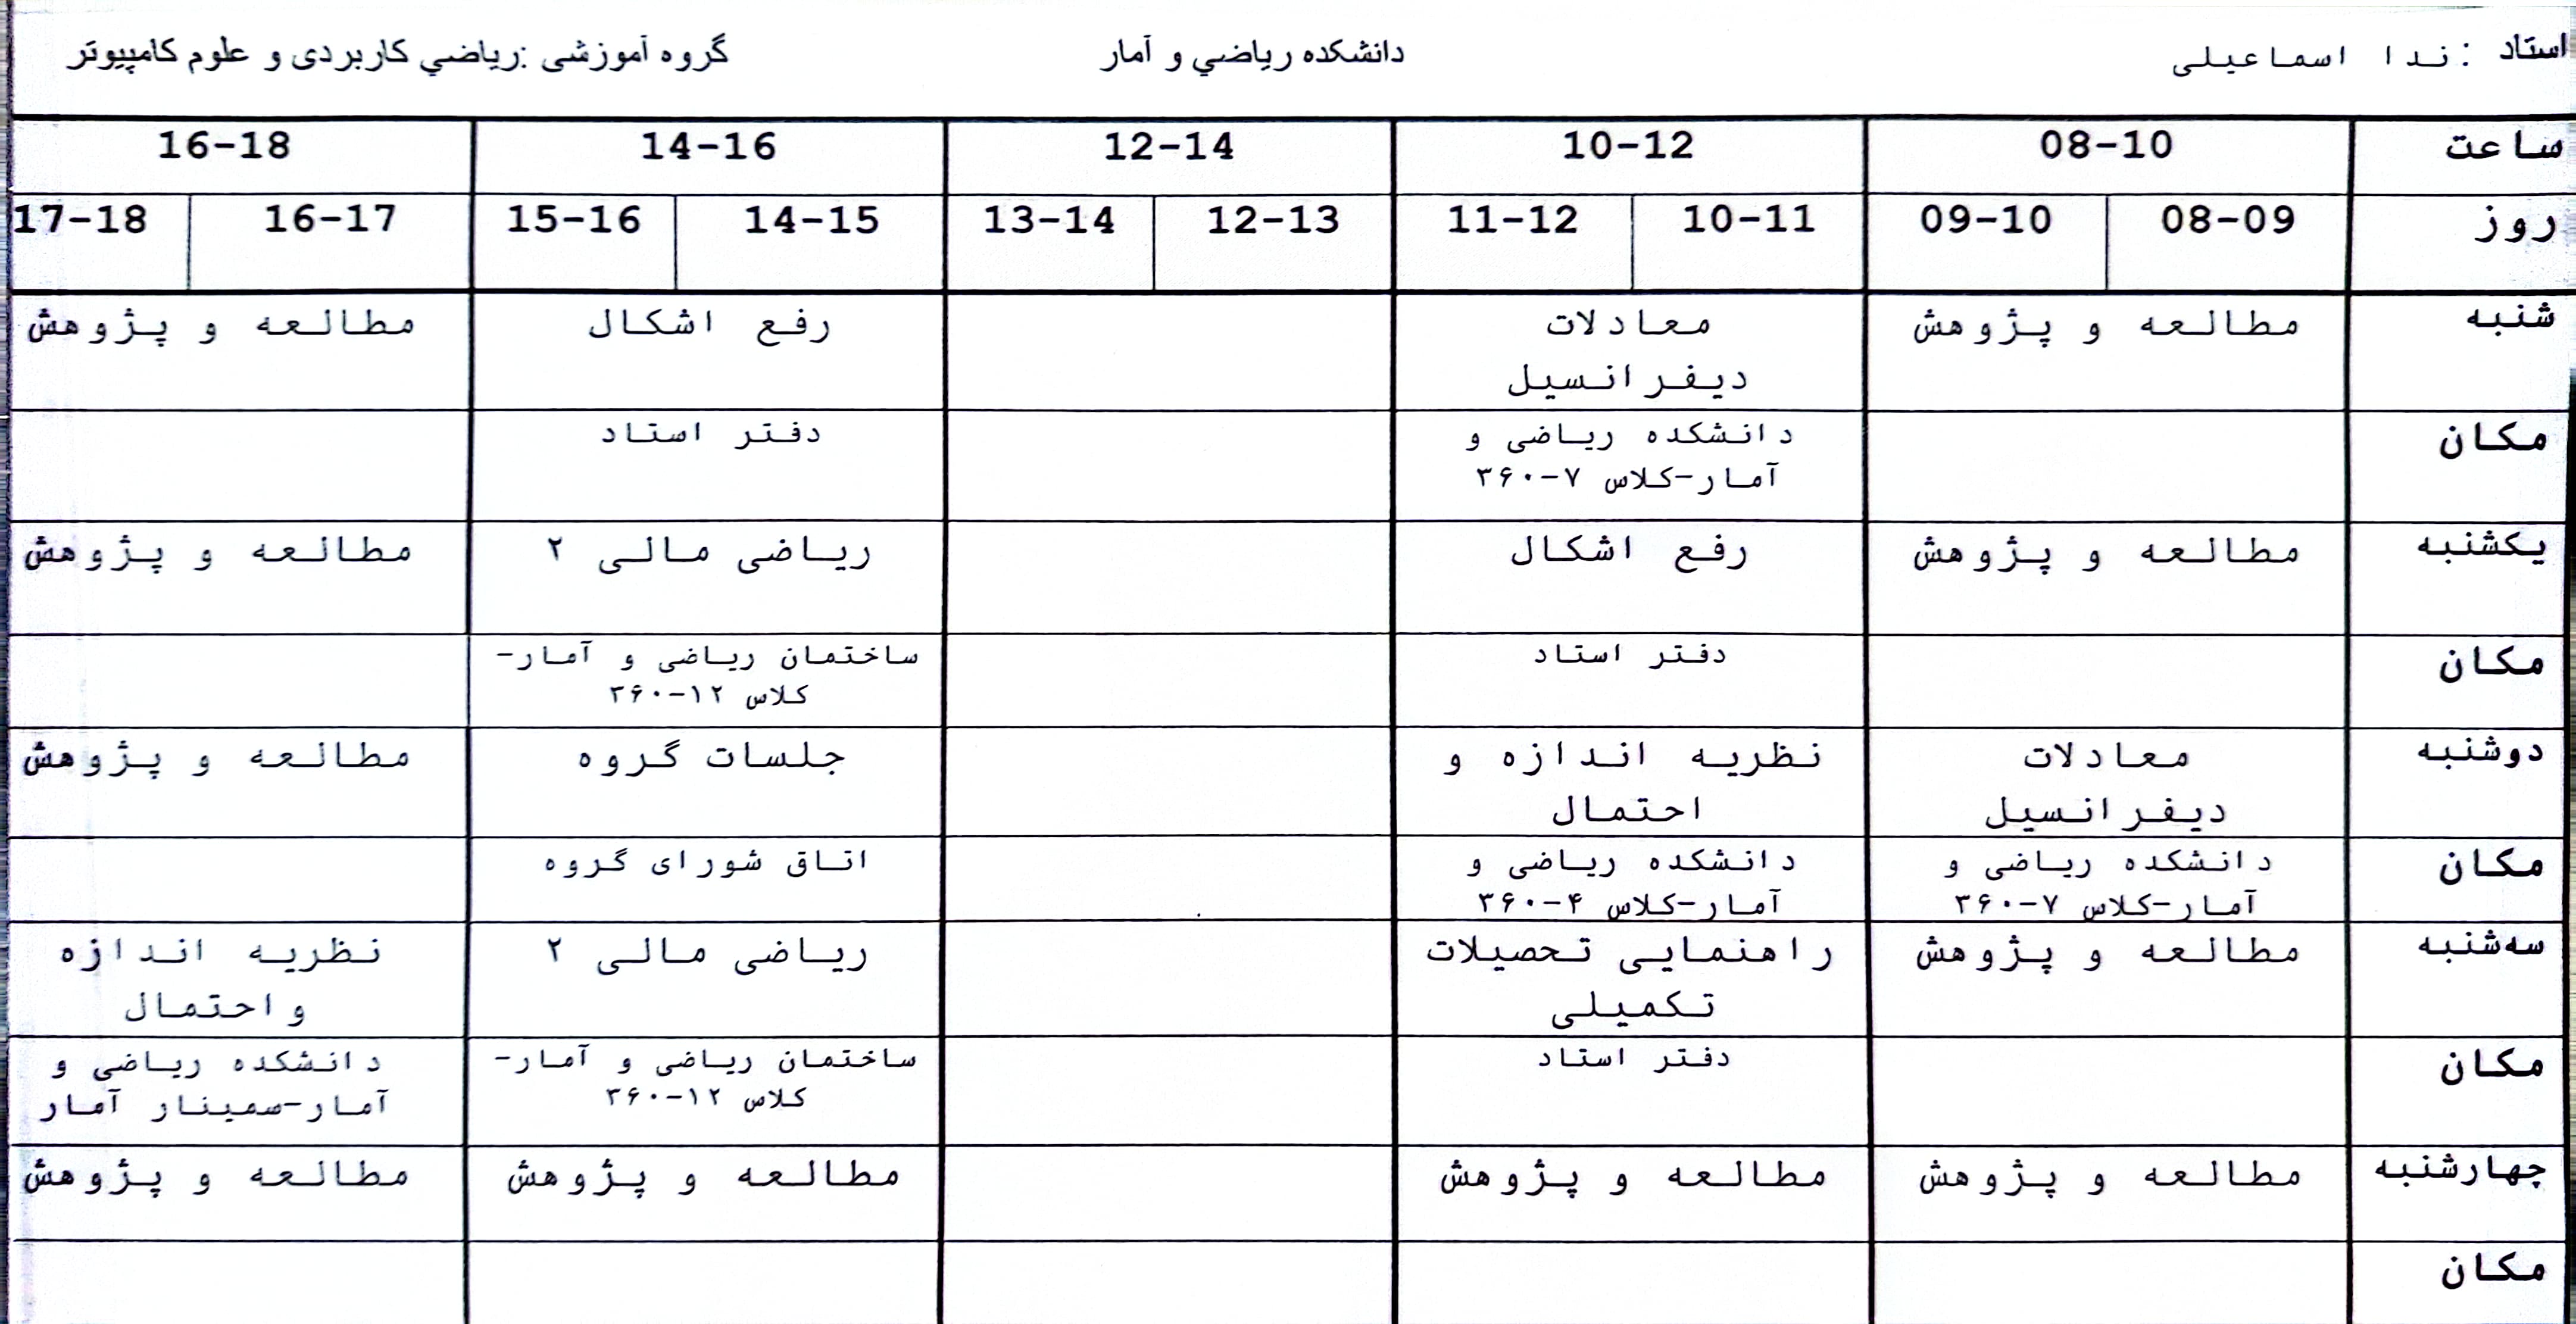 استاد : ندا اسماعیلی
دانشکده رياضي و آمار
گروه آموزشی :رياضي کاربردی و علوم کامپیوتر
ساعت 08-10 10-12 12-14 14-16 16-18
روز 08-09 09-10 10-11 11-12 12-13 13-14 14-15 15-16 16-17 17-18
شنبه
مطالعه و پژوهش
معادلات
دیفرانسیل
رفع اشکال
مطالعه و پژوهش
مکان
دانشکده ریاضی و
آمار-کلاس ۷-۳۶۰
دفتر استاد
یکشنبه
مطالعه و پژوهش
رفع اشکال
ریاضی مالی ۲
مطالعه و پژوهش
مکان
دفتر استاد
ساختمان ریاضی و آمار-
کلاس ۱۲-۳۶۰
دوشنبه
معادلات
دیفرانسیل
نظریه اندازه و
احتمال
جلسات گروه
مطالعه و پژوهش
مکان
دانشکده ریاضی و
آمار-کلاس ۷-۳۶۰
دانشکده ریاضی و
آمار-کلاس ۴-۳۶۰
اتاق شورای گروه
سه‌شنبه
مطالعه و پژوهش
راهنمایی تحصیلات
تکمیلی
ریاضی مالی ۲
نظریه اندازه
و احتمال
مکان
دفتر استاد
ساختمان ریاضی و آمار-
کلاس ۱۲-۳۶۰
دانشکده ریاضی و
آمار-سمینار آمار
چهارشنبه
مطالعه و پژوهش
مطالعه و پژوهش
مطالعه و پژوهش
مطالعه و پژوهش
مکان